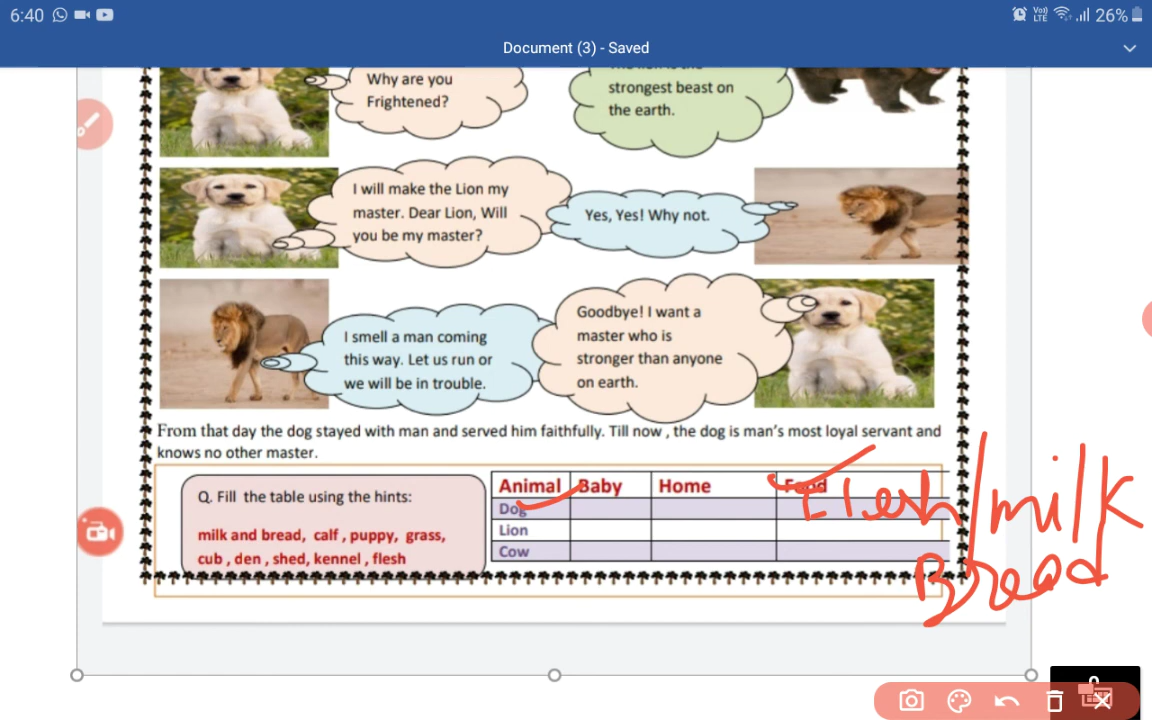 6:40 Vo)) LTE 26%
Document (3) - Saved
Why are you
Frightened?
strongest beast on
the earth.
I will make the Lion my
master. Dear Lion, Will
you be my master?
Yes, Yes! Why not.
I smell a man coming
this way. Let us run or
we will be in trouble.
Goodbye! I want a
master who is
stronger than anyone
on earth.
From that day the dog stayed with man and served him faithfully. Till now , the dog is man's most loyal servant and
knows no other master.
Q. Fill the table using the hints:
milk and bread, calf , puppy, grass,
cub , den , shed, kennel , flesh
Animal Baby Home Food
Dog
Lion
Cow
Flesh/milk
Bread